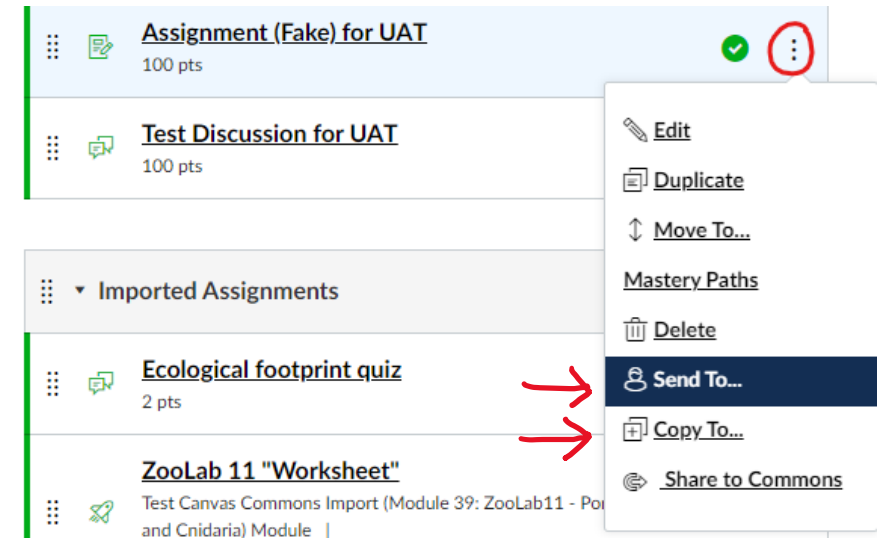 Assignment (Fake) for UAT
100 pts
Test Discussion for UAT
100 pts
Edit
Duplicate
Move To...
Mastery Paths
Delete
Send To...
Copy To...
Share to Commons
Imported Assignments
Ecological footprint quiz
2 pts
ZooLab 11 "Worksheet"
Test Canvas Commons Import (Module 39: ZooLab11 -
and Cnidaria) Module |